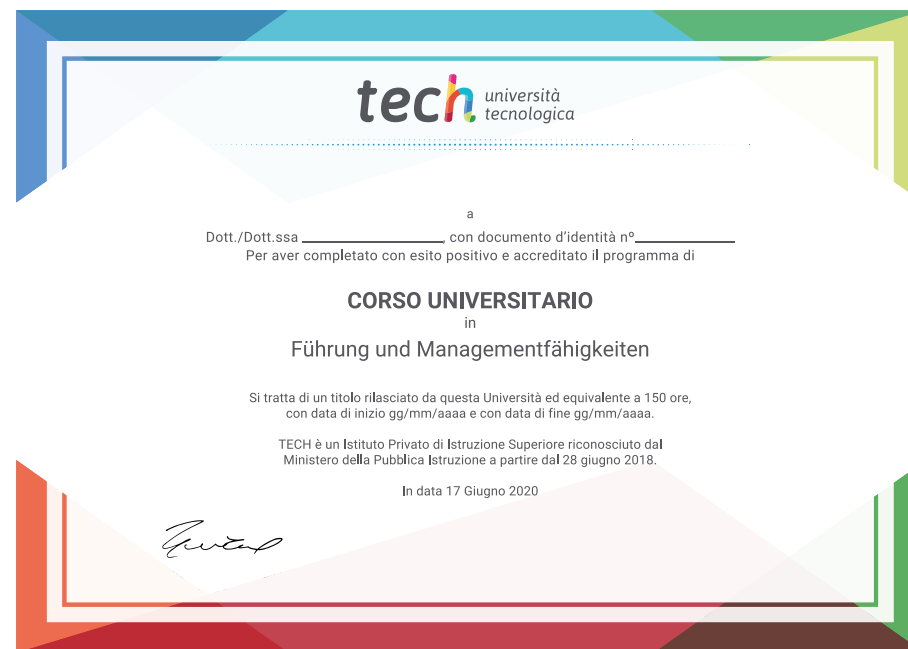 tech università
tecnologica
a
Dott./Dott.ssa ________________, con documento d'identità nº___________
Per aver completato con esito positivo e accreditato il programma di
CORSO UNIVERSITARIO
in
Führung und Managementfähigkeiten
Si tratta di un titolo rilasciato da questa Università ed equivalente a 150 ore,
con data di inizio gg/mm/aaaa e con data di fine gg/mm/aaaa.
TECH è un Istituto Privato di Istruzione Superiore riconosciuto dal
Ministero della Pubblica Istruzione a partire dal 28 giugno 2018.
In data 17 Giugno 2020